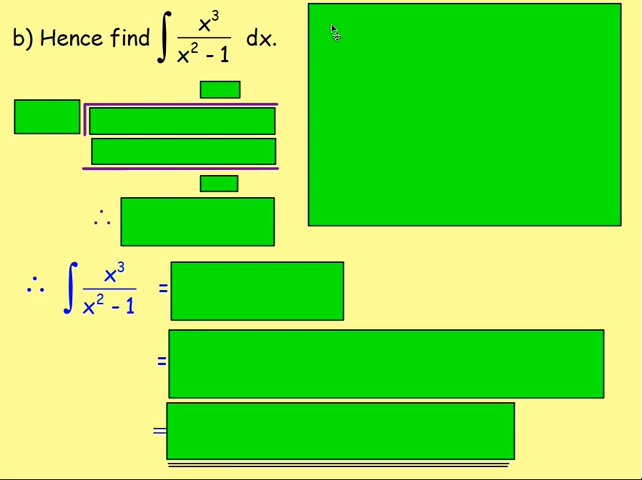 b) Hence find ∫ x³/(x² - 1) dx.
∴
∴ ∫ x³/(x² - 1) =
=
=